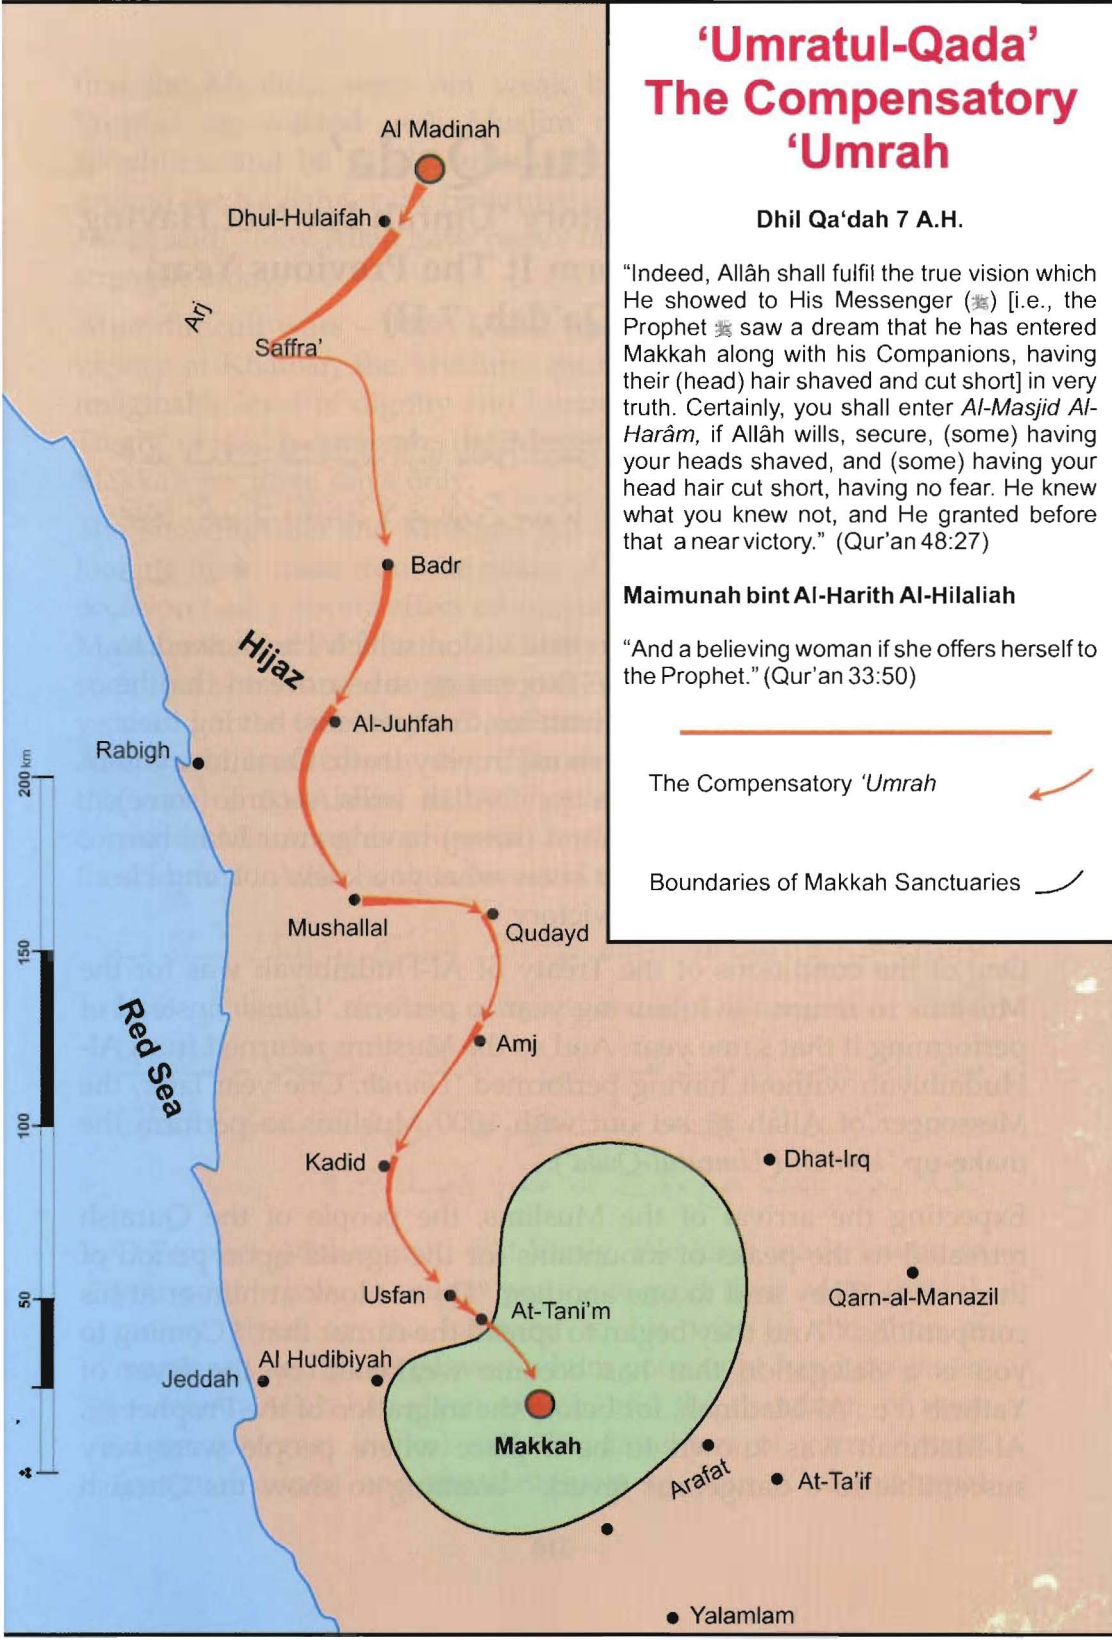 ‘Umratul-Qada’
The Compensatory
‘Umrah
Dhil Qa‘dah 7 A.H.
“Indeed, Allâh shall fulfil the true vision which
He showed to His Messenger (ﷺ) [i.e., the
Prophet ﷺ saw a dream that he has entered
Makkah along with his Companions, having
their (head) hair shaved and cut short] in very
truth. Certainly, you shall enter Al-Masjid Al-
Harâm, if Allâh wills, secure, (some) having
your heads shaved, and (some) having your
head hair cut short, having no fear. He knew
what you knew not, and He granted before
that a near victory.” (Qur’an 48:27)
Maimunah bint Al-Harith Al-Hilaliah
“And a believing woman if she offers herself to
the Prophet.” (Qur’an 33:50)
The Compensatory ‘Umrah
Boundaries of Makkah Sanctuaries
Al Madinah
Dhul-Hulaifah
Arj
Saffra’
Badr
Hijaz
Al-Juhfah
Rabigh
200 km
Mushallal
Qudayd
150
Red Sea
Amj
100
Kadid
Dhat-Irq
Qarn-al-Manazil
50
Usfan
At-Tani’m
Al Hudibiyah
Jeddah
Makkah
Arafat
At-Ta’if
Yalamlam